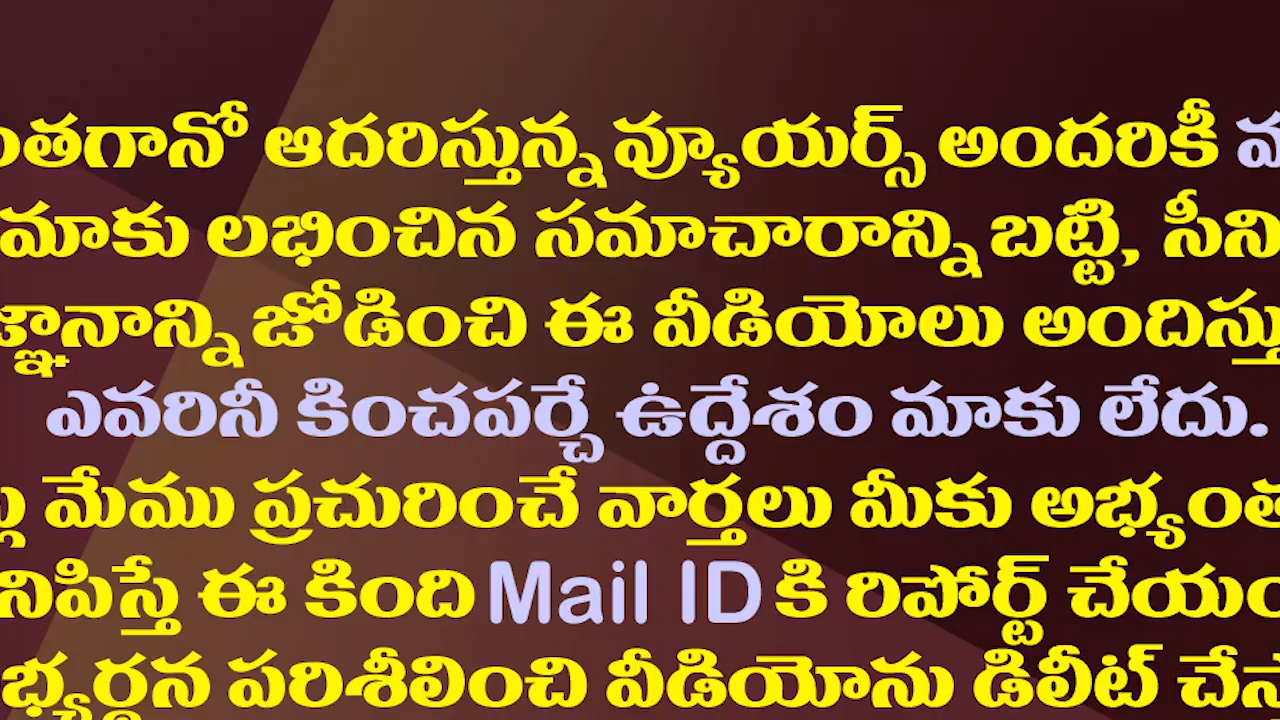 ంతగానో ఆదరిస్తున్న వ్యూయర్స్ అందరికీ
మాకు లభించిన సమాచారాన్ని బట్టి, సీని
జ్ఞానాన్ని జోడించి ఈ వీడియోలు అందిస్తు
ఎవరినీ కించపర్చే ఉద్దేశం మాకు లేదు.
మేము ప్రచురించే వార్తలు మీకు అభ్యంత
నిపిస్తే ఈ కింది Mail ID కి రిపోర్ట్ చేయం
భ్యర్థన పరిశీలించి వీడియోను డిలీట్ చేస